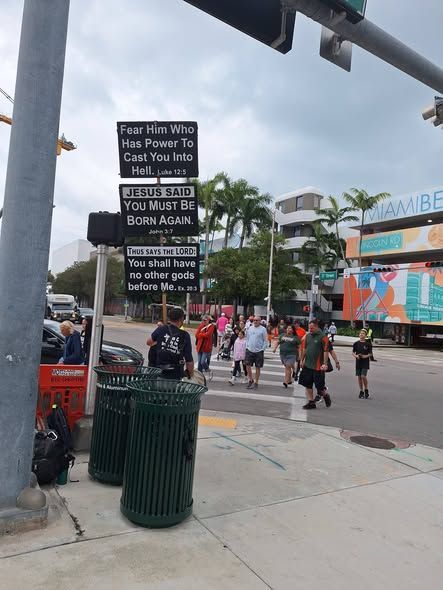 Fear Him Who
Has Power To
Cast You Into
Hell. Luke 12:5
JESUS SAID
YOU MUST BE
BORN AGAIN.
John 3:7
THUS SAYS THE LORD:
You shall have
no other gods
before Me. Ex. 20:3
MIAMIBE
LINCOLN RD